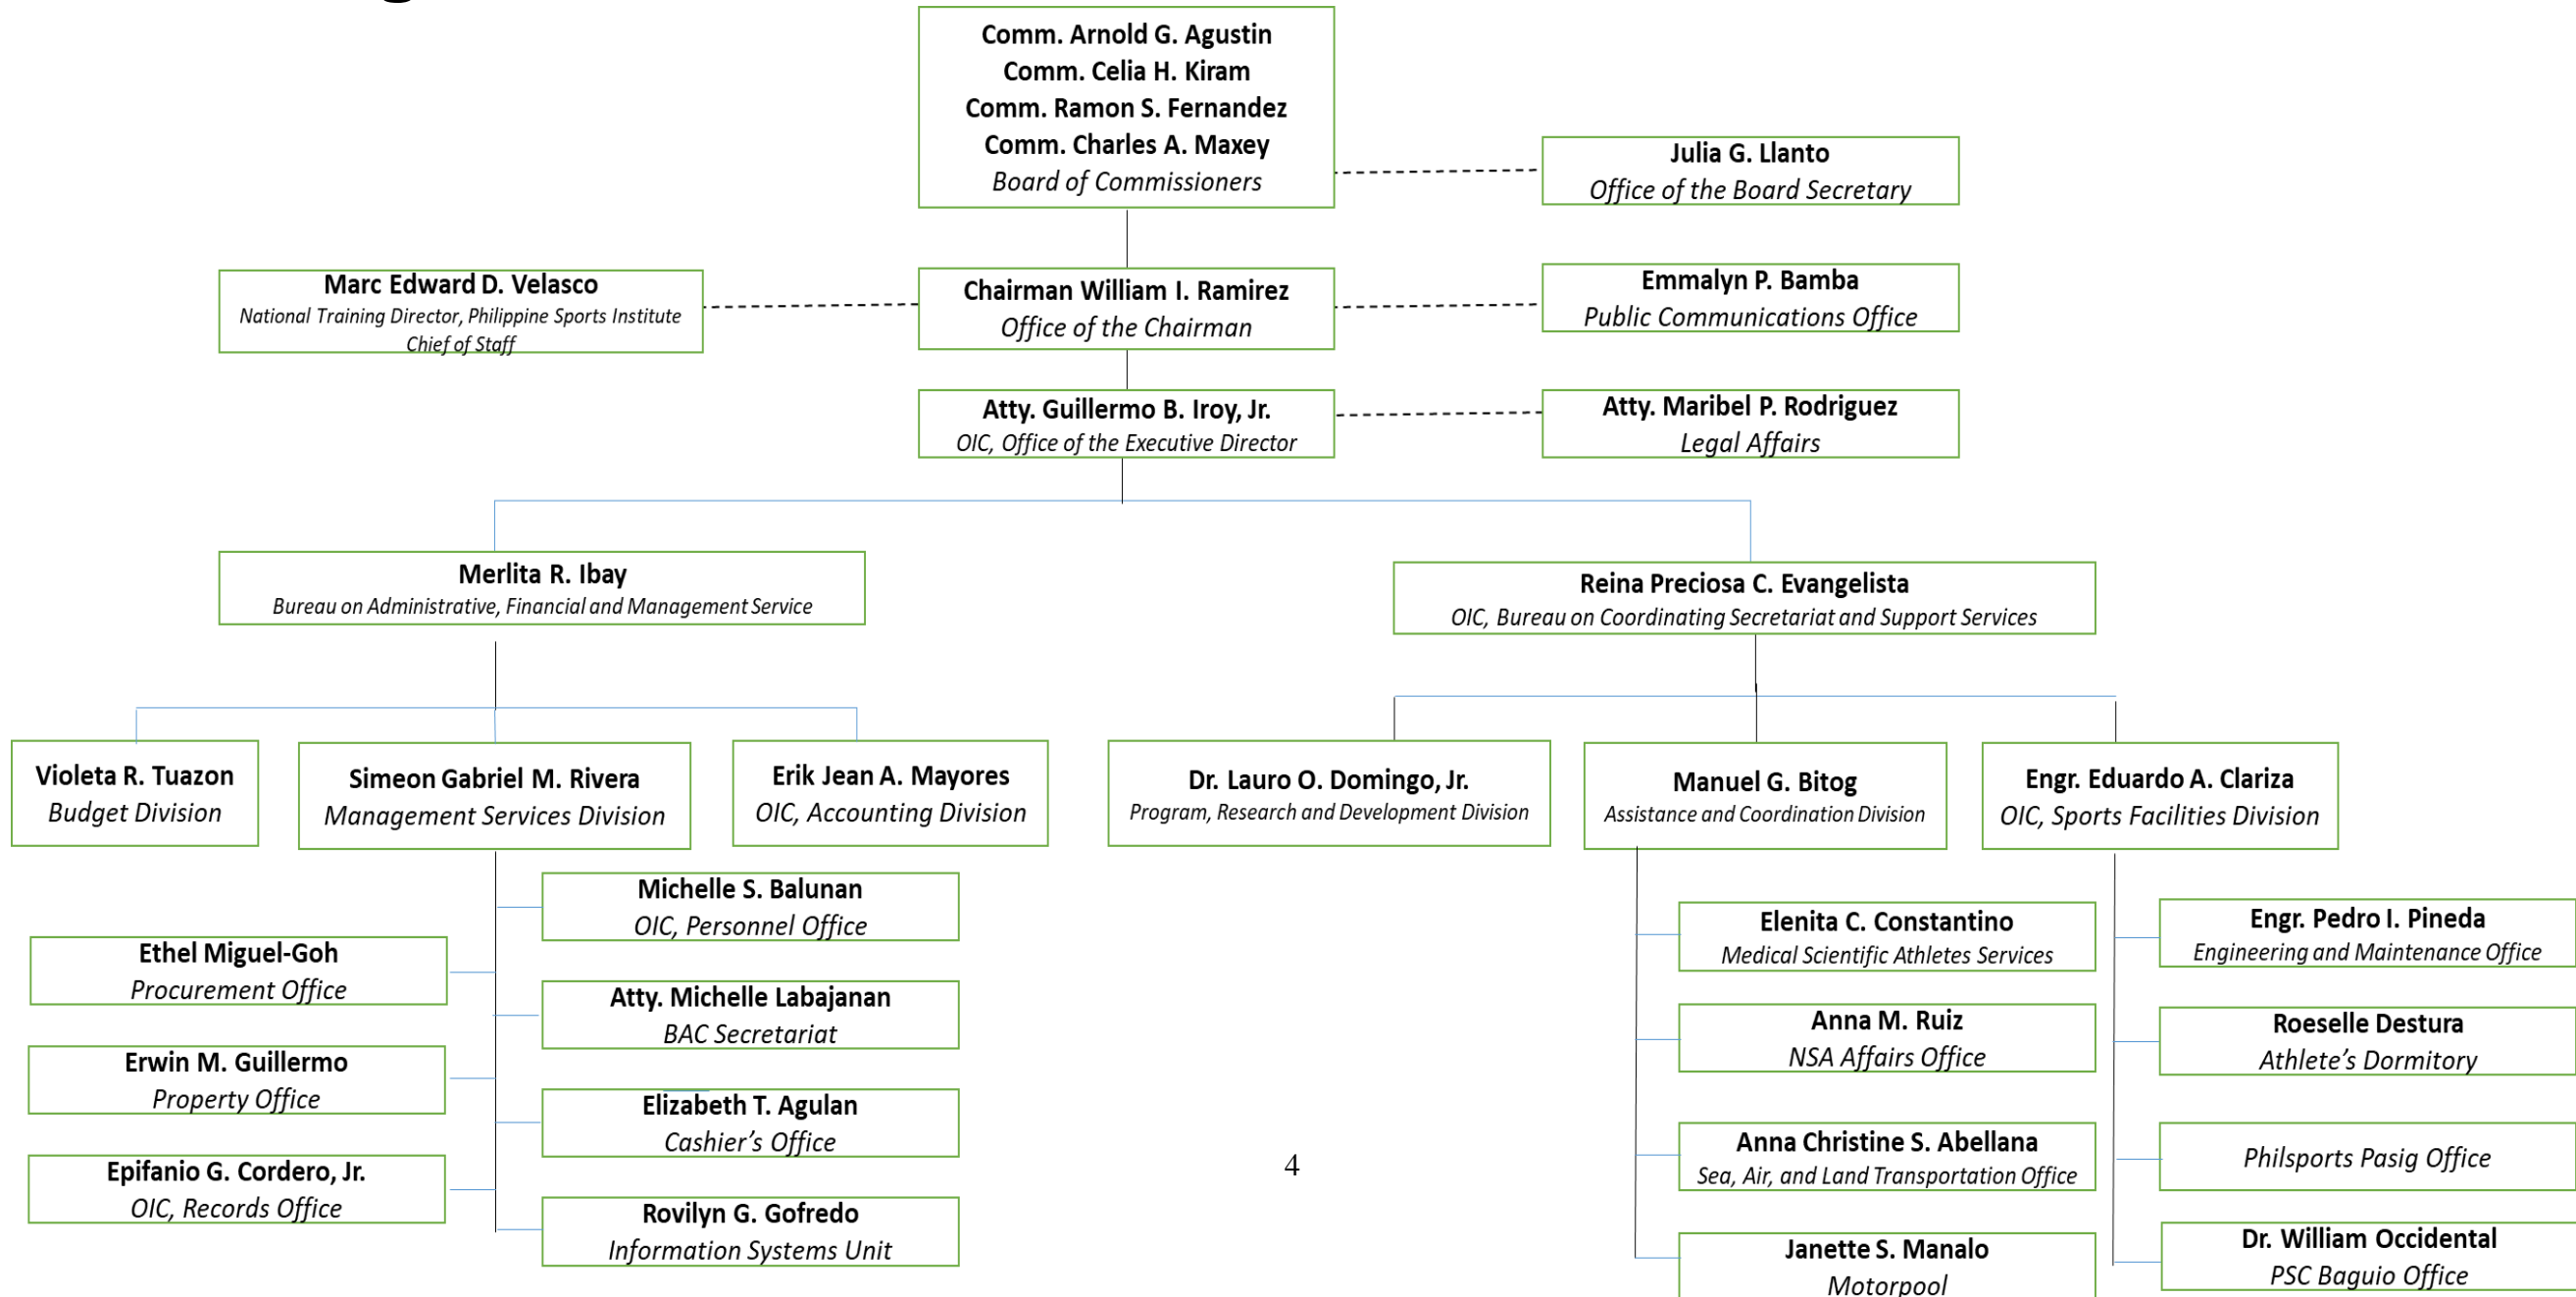 Comm. Arnold G. Agustin
Comm. Celia H. Kiram
Comm. Ramon S. Fernandez
Comm. Charles A. Maxey
Board of Commissioners
Julia G. Llanto
Office of the Board Secretary
Marc Edward D. Velasco
National Training Director, Philippine Sports Institute
Chief of Staff
Chairman William I. Ramirez
Office of the Chairman
Emmalyn P. Bamba
Public Communications Office
Atty. Guillermo B. Iroy, Jr.
OIC, Office of the Executive Director
Atty. Maribel P. Rodriguez
Legal Affairs
Merlita R. Ibay
Bureau on Administrative, Financial and Management Service
Reina Preciosa C. Evangelista
OIC, Bureau on Coordinating Secretariat and Support Services
Violeta R. Tuazon
Budget Division
Simeon Gabriel M. Rivera
Management Services Division
Erik Jean A. Mayores
OIC, Accounting Division
Dr. Lauro O. Domingo, Jr.
Program, Research and Development Division
Manuel G. Bitog
Assistance and Coordination Division
Engr. Eduardo A. Clariza
OIC, Sports Facilities Division
Ethel Miguel-Goh
Procurement Office
Erwin M. Guillermo
Property Office
Epifanio G. Cordero, Jr.
OIC, Records Office
Michelle S. Balunan
OIC, Personnel Office
Atty. Michelle Labajanan
BAC Secretariat
Elizabeth T. Agulan
Cashier’s Office
Rovilyn G. Gofredo
Information Systems Unit
4
Elenita C. Constantino
Medical Scientific Athletes Services
Anna M. Ruiz
NSA Affairs Office
Anna Christine S. Abellana
Sea, Air, and Land Transportation Office
Janette S. Manalo
Motorpool
Engr. Pedro I. Pineda
Engineering and Maintenance Office
Roeselle Destura
Athlete’s Dormitory
Philsports Pasig Office
Dr. William Occidental
PSC Baguio Office